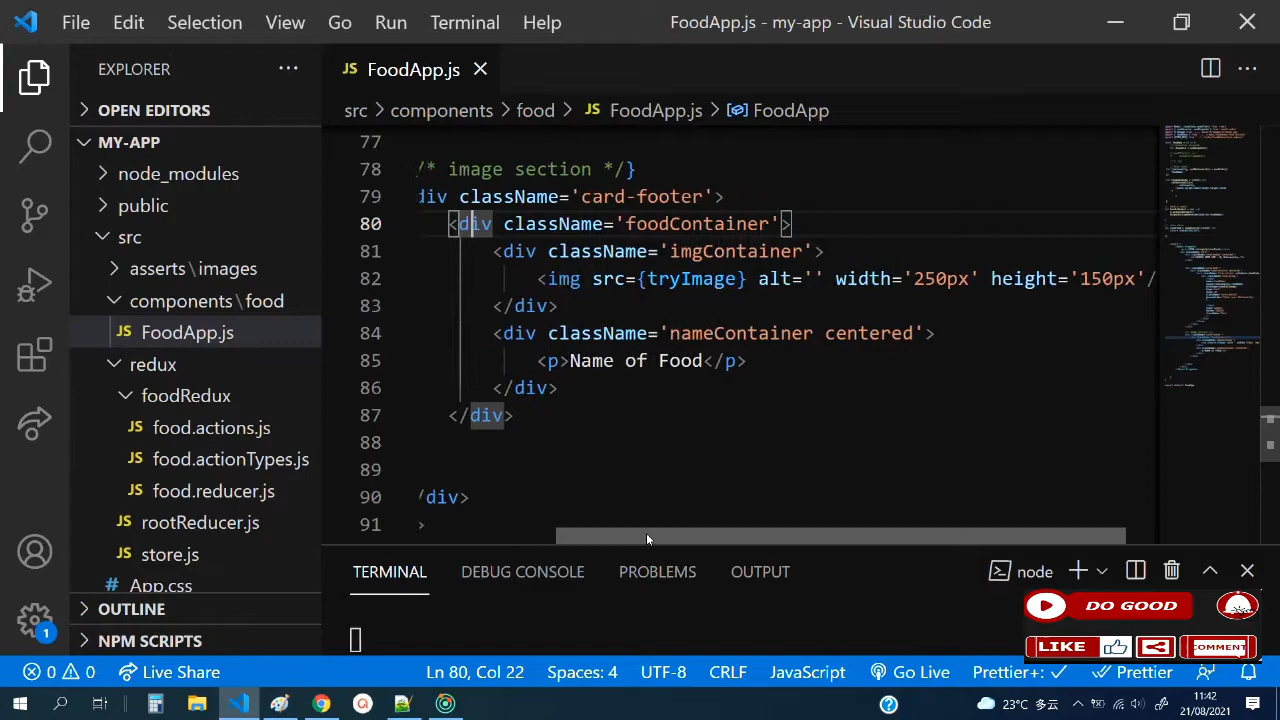 File Edit Selection View Go Run Terminal Help FoodApp.js - my-app - Visual Studio Code
EXPLORER
JS FoodApp.js
OPEN EDITORS
src > components > food > JS FoodApp.js > FoodApp
MY-APP
node_modules
public
src
asserts\images
components\food
JS FoodApp.js
redux
foodRedux
JS food.actions.js
JS food.actionTypes.js
JS food.reducer.js
JS rootReducer.js
JS store.js
# App.css
OUTLINE
NPM SCRIPTS
77
78 /* image section */}
79 div className='card-footer'>
80 <div className='foodContainer'>
81 <div className='imgContainer'>
82 <img src={tryImage} alt='' width='250px' height='150px'/
83 </div>
84 <div className='nameContainer centered'>
85 <p>Name of Food</p>
86 </div>
87 </div>
88
89
90 /div>
91 >
TERMINAL DEBUG CONSOLE PROBLEMS OUTPUT node
DO GOOD
LIKE COMMENT
1
0 0 Live Share Ln 80, Col 22 Spaces: 4 UTF-8 CRLF JavaScript Go Live Prettier+: Prettier
23°C 多云 11:42
21/08/2021